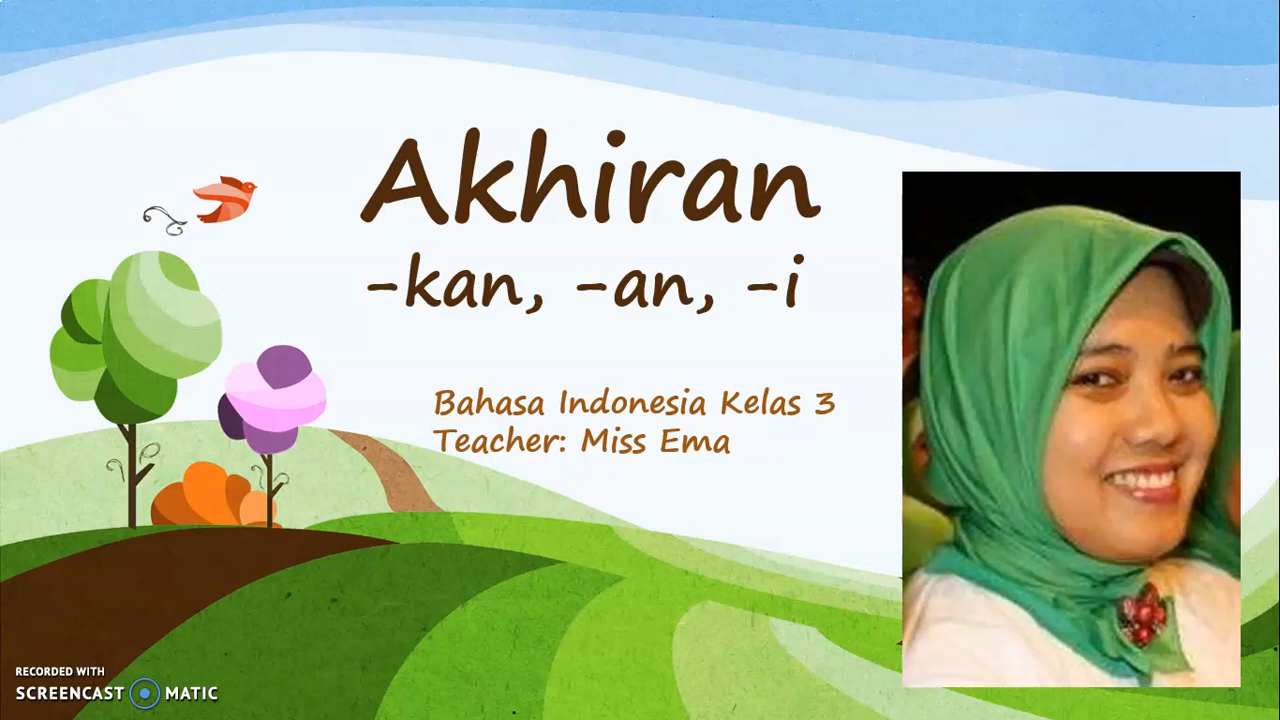 Akhiran
-kan, -an, -i
Bahasa Indonesia Kelas 3
Teacher: Miss Ema
RECORDED WITH
SCREENCAST MATIC